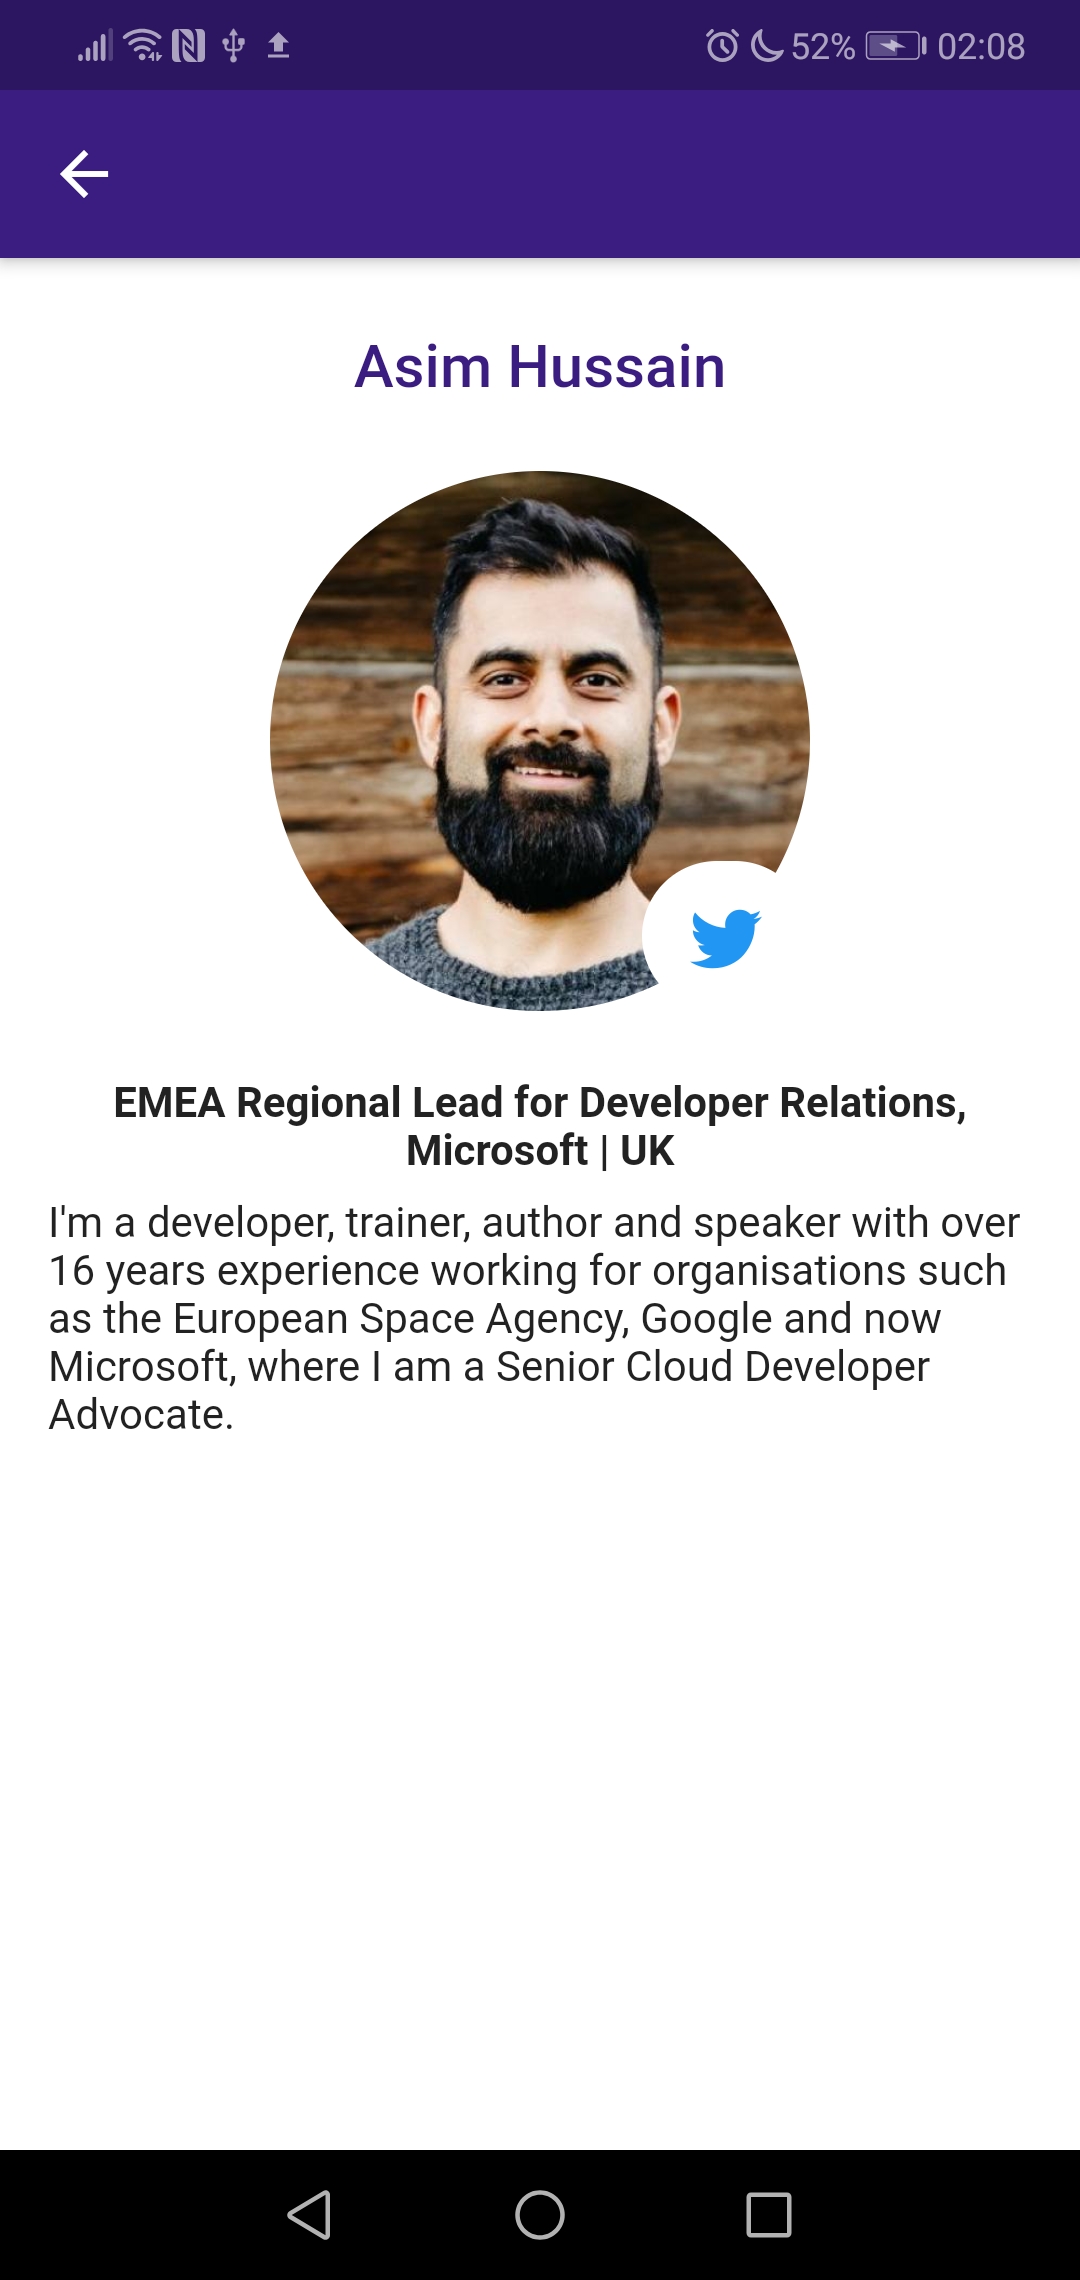 52% 02:08
Asim Hussain
EMEA Regional Lead for Developer Relations,
Microsoft | UK
I'm a developer, trainer, author and speaker with over
16 years experience working for organisations such
as the European Space Agency, Google and now
Microsoft, where I am a Senior Cloud Developer
Advocate.